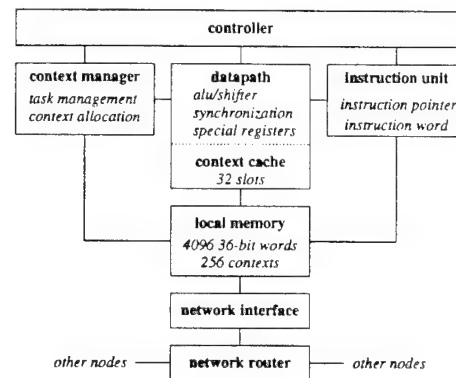 controller
context manager
task management
context allocation
datapath
alu/shifter
synchronization
special registers
context cache
32 slots
instruction unit
instruction pointer
instruction word
local memory
4096 36-bit words
256 contexts
network interface
other nodes
network router
other nodes